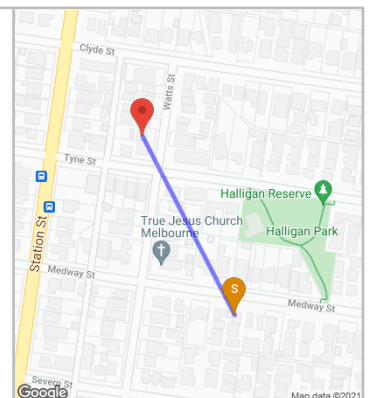 Clyde St
Watts St
Tyne St
Halligan Reserve
True Jesus Church
Melbourne
Halligan Park
Station St
Medway St
S
Medway St
Severn St
Google
Map data ©2021